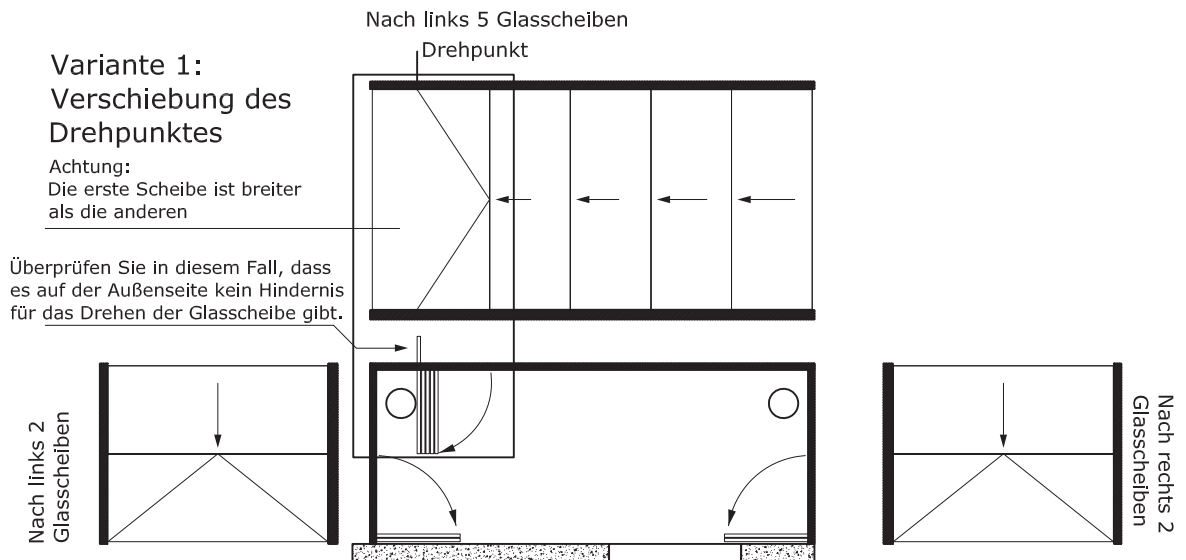 Nach links 5 Glasscheiben
Drehpunkt
Variante 1:
Verschiebung des
Drehpunktes
Achtung:
Die erste Scheibe ist breiter
als die anderen
Überprüfen Sie in diesem Fall, dass
es auf der Außenseite kein Hindernis
für das Drehen der Glasscheibe gibt.
Nach links 2
Glasscheiben
Nach rechts 2
Glasscheiben